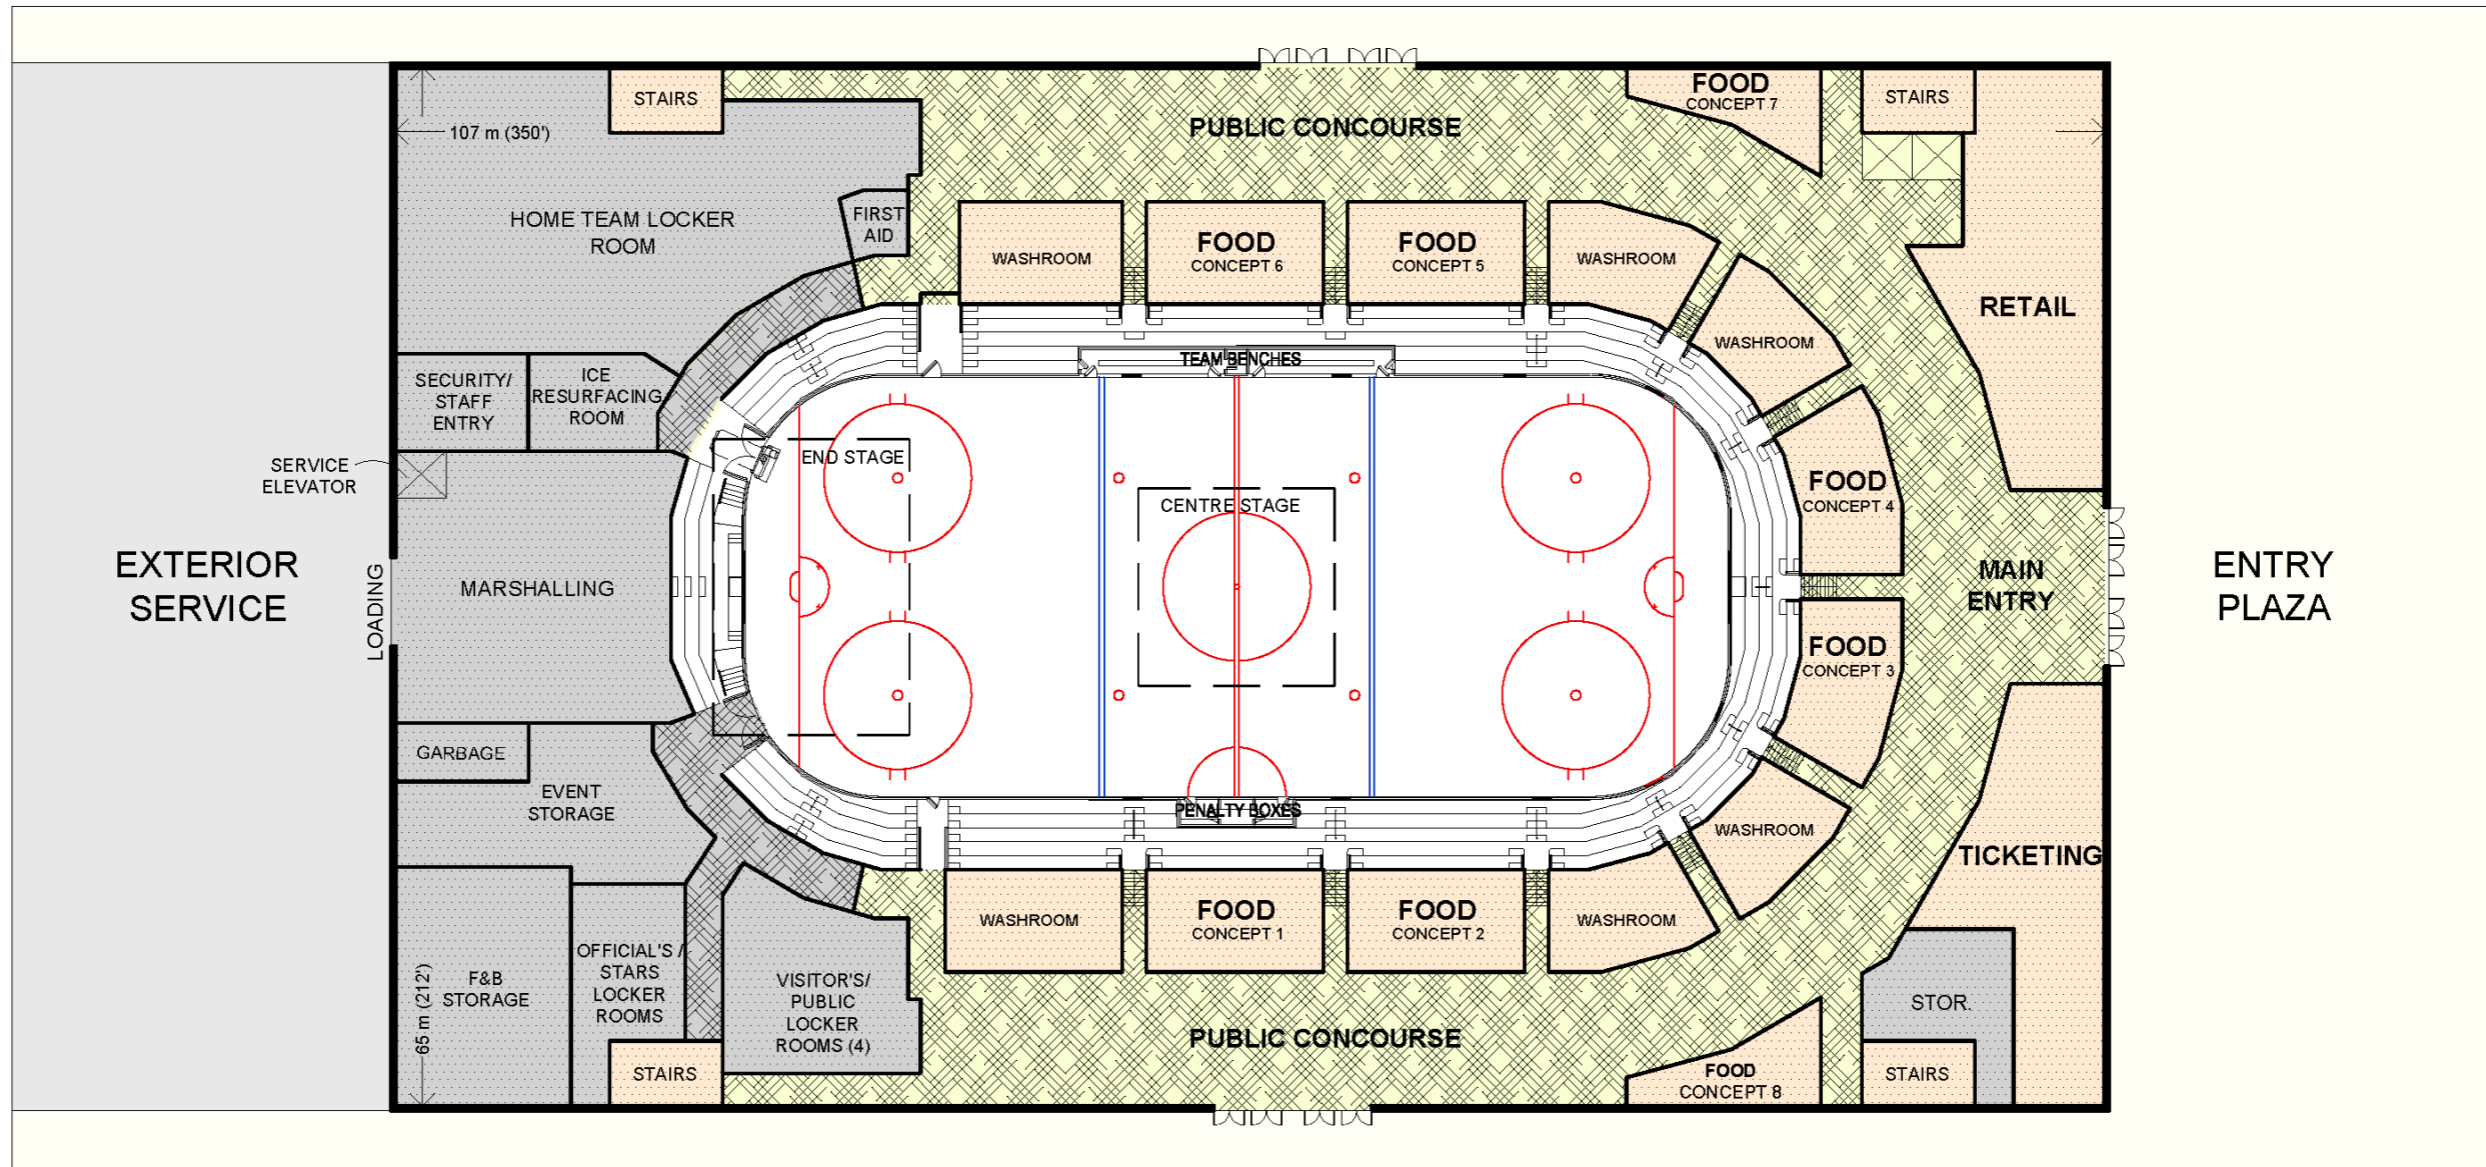 STAIRS
107 m (350')
PUBLIC CONCOURSE
FOOD
CONCEPT 7
STAIRS
HOME TEAM LOCKER
ROOM
FIRST
AID
WASHROOM
FOOD
CONCEPT 6
FOOD
CONCEPT 5
WASHROOM
RETAIL
WASHROOM
TEAM BENCHES
SECURITY/
STAFF
ENTRY
ICE
RESURFACING
ROOM
SERVICE
ELEVATOR
END STAGE
CENTRE STAGE
FOOD
CONCEPT 4
EXTERIOR
SERVICE
LOADING
MARSHALLING
MAIN
ENTRY
ENTRY
PLAZA
FOOD
CONCEPT 3
GARBAGE
EVENT
STORAGE
PENALTY BOXES
WASHROOM
TICKETING
WASHROOM
FOOD
CONCEPT 1
FOOD
CONCEPT 2
WASHROOM
F&B
STORAGE
OFFICIAL'S /
STARS
LOCKER
ROOMS
VISITOR'S/
PUBLIC
LOCKER
ROOMS (4)
65 m (212')
STOR.
PUBLIC CONCOURSE
STAIRS
FOOD
CONCEPT 8
STAIRS